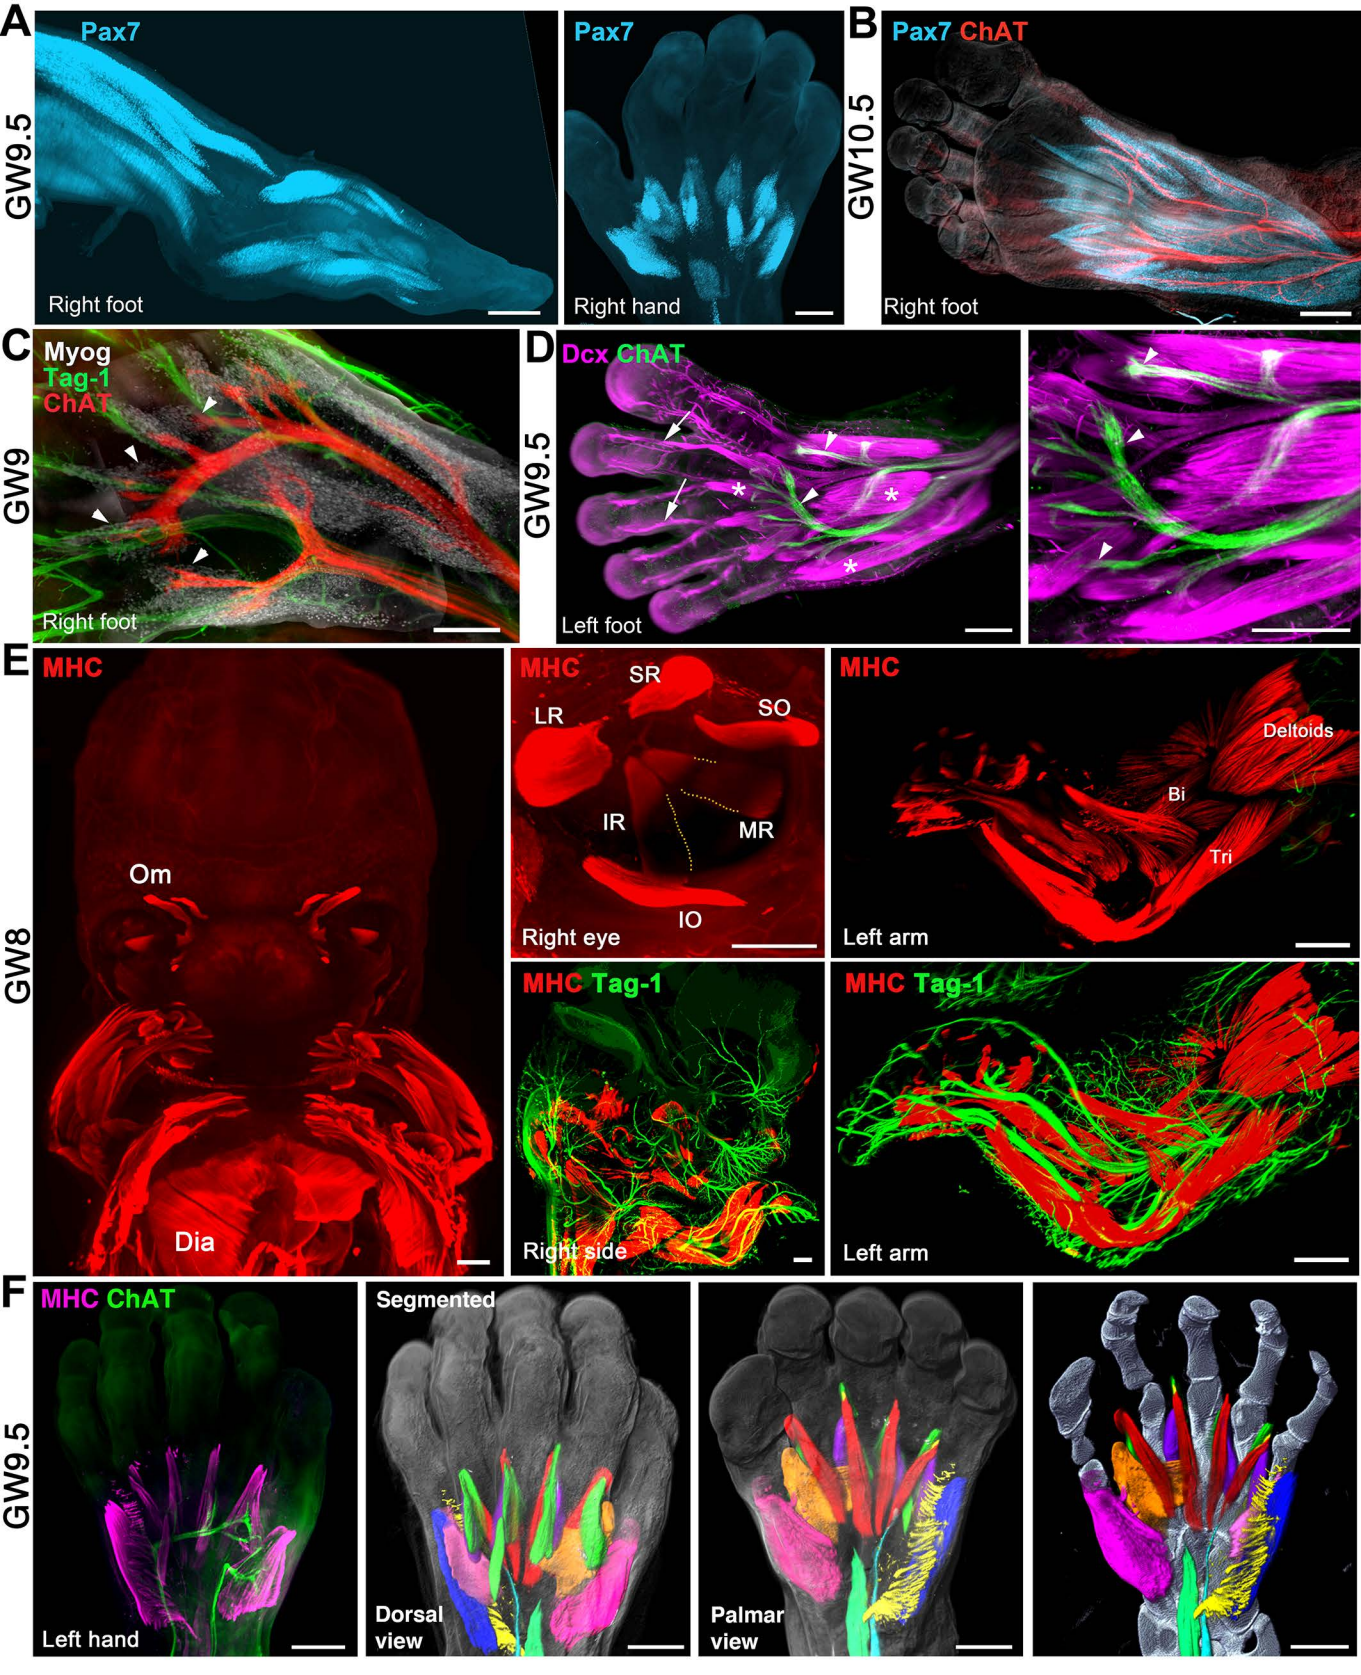 A
Pax7
GW9.5
Right foot
Pax7
Right hand
B
Pax7 ChAT
GW10.5
Right foot
C
Myog
Tag-1
ChAT
GW9
Right foot
D
Dcx ChAT
GW9.5
*
*
*
Left foot
E
MHC
GW8
Om
Dia
MHC
SR
LR
SO
IR
MR
IO
Right eye
MHC
Deltoids
Bi
Tri
Left arm
MHC Tag-1
Right side
MHC Tag-1
Left arm
F
MHC ChAT
GW9.5
Left hand
Segmented
Dorsal
view
Palmar
view